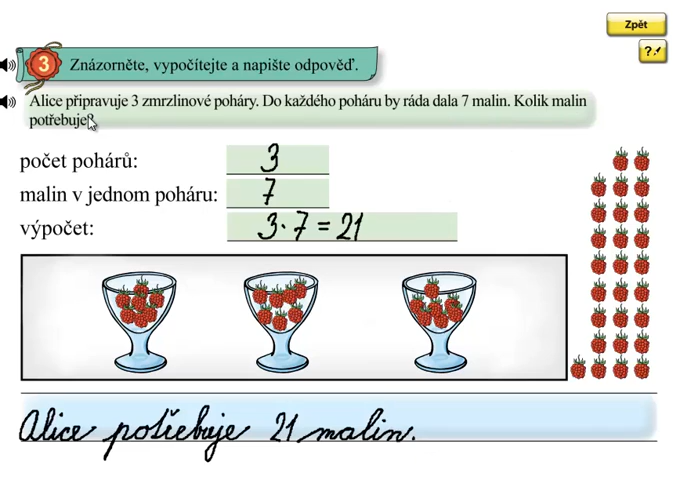 Zpět
?✓
3 Znázorněte, vypočítejte a napište odpověď.
Alice připravuje 3 zmrzlinové poháry. Do každého poháru by ráda dala 7 malin. Kolik malin
potřebuje?
počet pohárů: 3
malin v jednom poháru: 7
výpočet: 3·7=21
Alice potřebuje 21 malin.